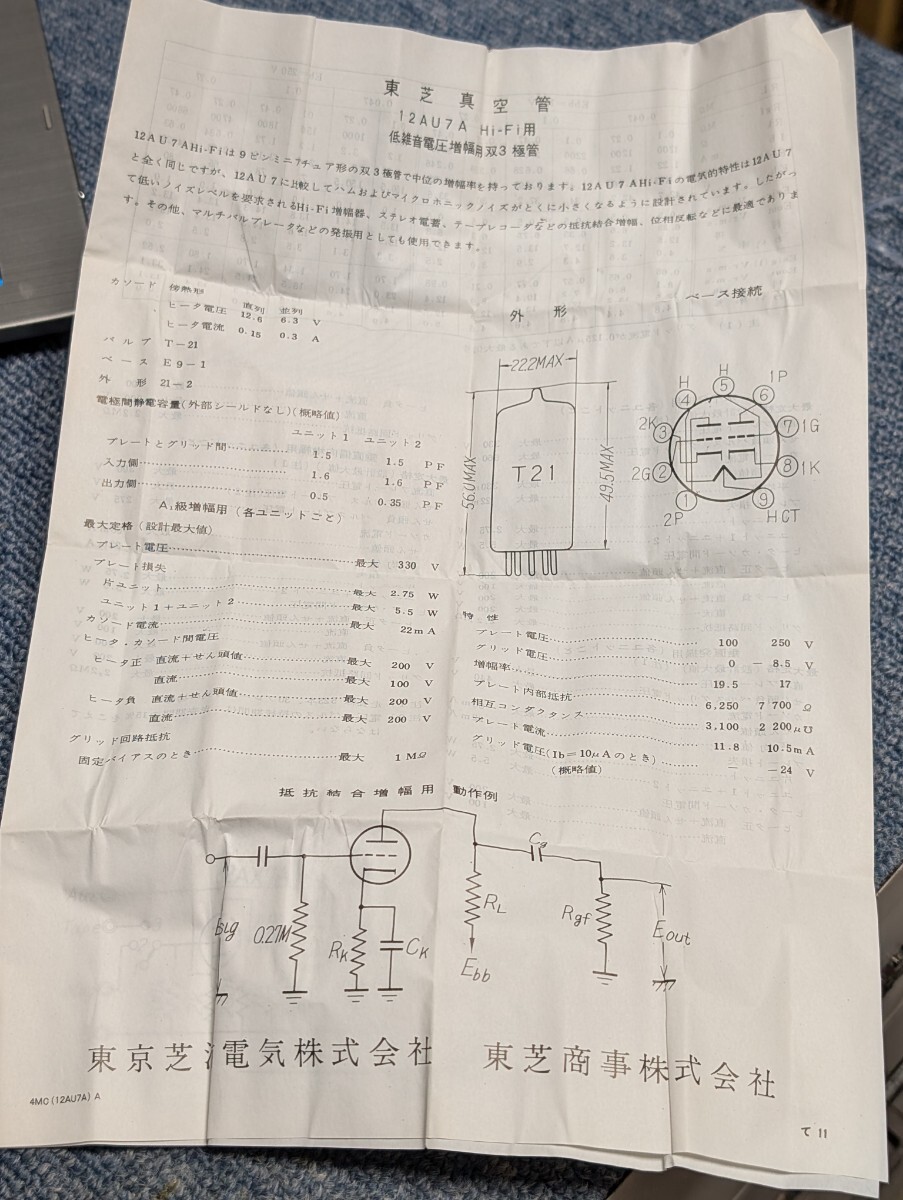 東芝真空管
12AU7A Hi-Fi用
低雑音電圧増幅用双3極管
12AU7AHi-Fiは9ピンミニアチュア形の双3極管で中位の増幅率を持っております。12AU7AHi-Fiの電気的特性は12AU7
と全く同じですが、12AU7に比較してハムおよびマイクロホニックノイズがとくに小さくなるように設計されています。したがっ
て低いノイズレベルを要求されるHi-Fi増幅器、ステレオ電蓄、テープレコーダなどの抵抗結合増幅、位相反転などに最適でありま
す。その他、マルチバルブレータなどの発振用としても使用できます。
カソード 傍熱形
直列 並列
ヒータ電圧 12.6 6.3 V
ヒータ電流 0.15 0.3 A
バルブ T-21
ベース E9-1
外形 21-2
電極間静電容量(外部シールドなし)(概略値)
ユニット1 ユニット2
プレートとグリッド間 1.5 1.5 PF
入力側 1.6 1.6 PF
出力側 0.5 0.35 PF
A₁級増幅用(各ユニットごと)
最大定格(設計最大値)
プレート電圧 最大 330 V
プレート損失
片ユニット 最大 2.75 W
ユニット1+ユニット2 最大 5.5 W
カソード電流 最大 22mA
ヒータ・カソード間電圧
ヒータ正 直流+せん頭値 最大 200 V
直流 最大 100 V
ヒータ負 直流+せん頭値 最大 200 V
直流 最大 200 V
グリッド回路抵抗
固定バイアスのとき 最大 1MΩ
外形
22.2MAX
56.0MAX
T21
49.5MAX
ベース接続
H
H
1P
④
⑤
⑥
2K
③
⑦
1G
2G
②
⑧
1K
①
⑨
2P
HCT
特性
プレート電圧 100 250 V
グリッド電圧 0 -8.5 V
増幅率 19.5 17
プレート内部抵抗 6,250 7700 Ω
相互コンダクタンス 3,100 2200μ℧
プレート電流 11.8 10.5mA
グリッド電圧(Ib=10μAのとき) — -24 V
(概略値)
抵抗結合増幅用 動作例
0.27M
RK
CK
RL
Ebb
Cg
Rgf
Eout
東京芝 電気株式会社
東芝商事株式会社
4MC(12AU7A)A
て 11